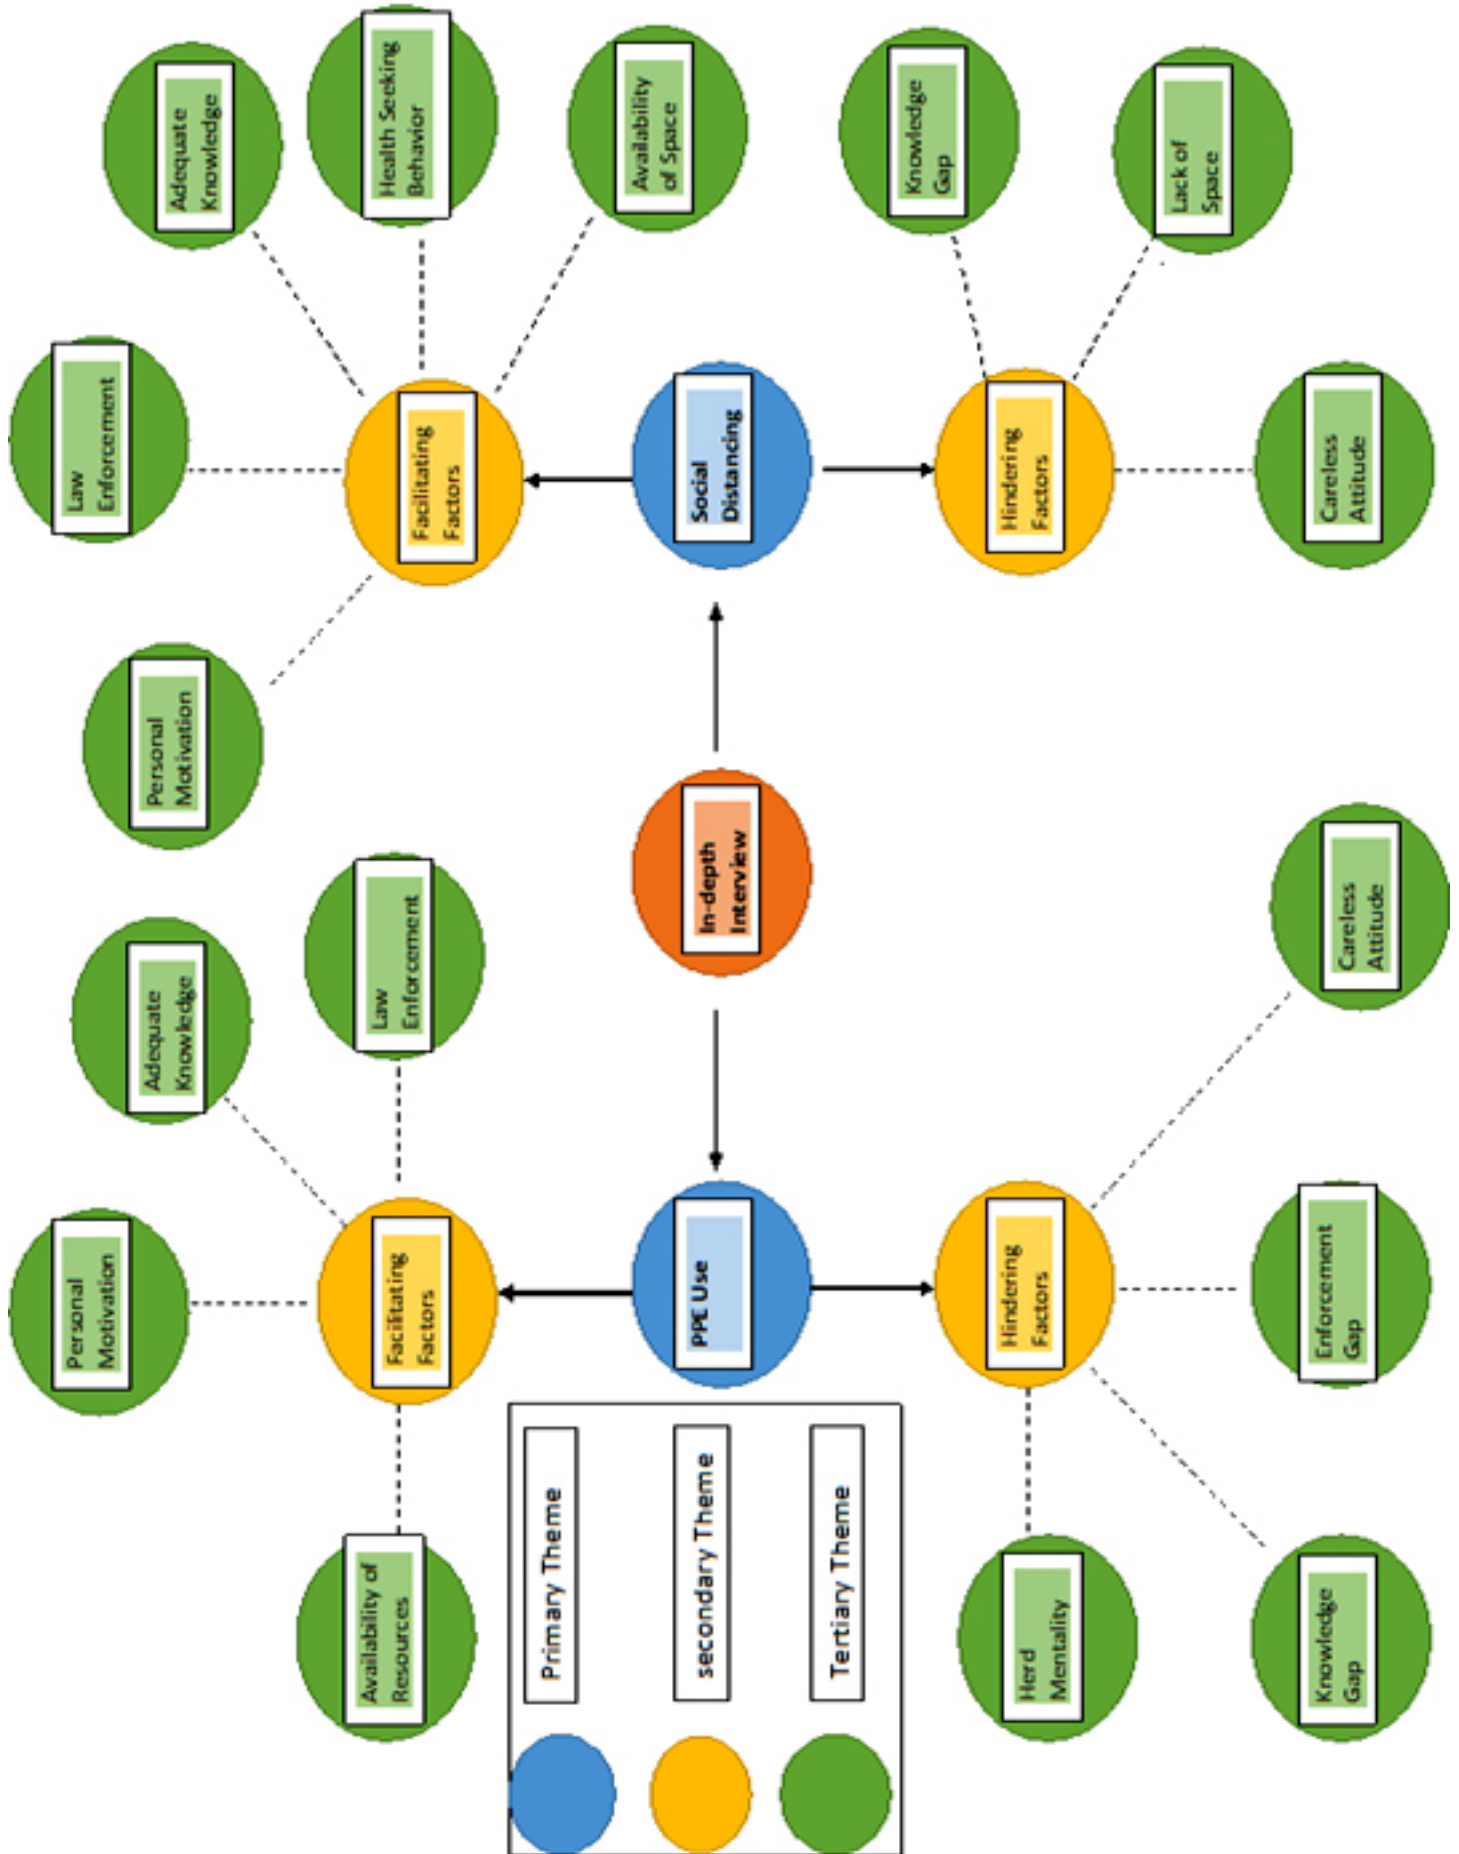 Personal
Motivation
Law
Enforcement
Adequate
Knowledge
Personal
Motivation
Adequate
Knowledge
Availability of
Resources
Facilitating
Factors
Law
Enforcement
Facilitating
Factors
Health Seeking
Behavior
Availability
of Space
Primary Theme
secondary Theme
Tertiary Theme
PPE Use
In-depth
Interview
Social
Distancing
Knowledge
Gap
Herd
Mentality
Hindering
Factors
Hindering
Factors
Lack of
Space
Knowledge
Gap
Enforcement
Gap
Careless
Attitude
Careless
Attitude